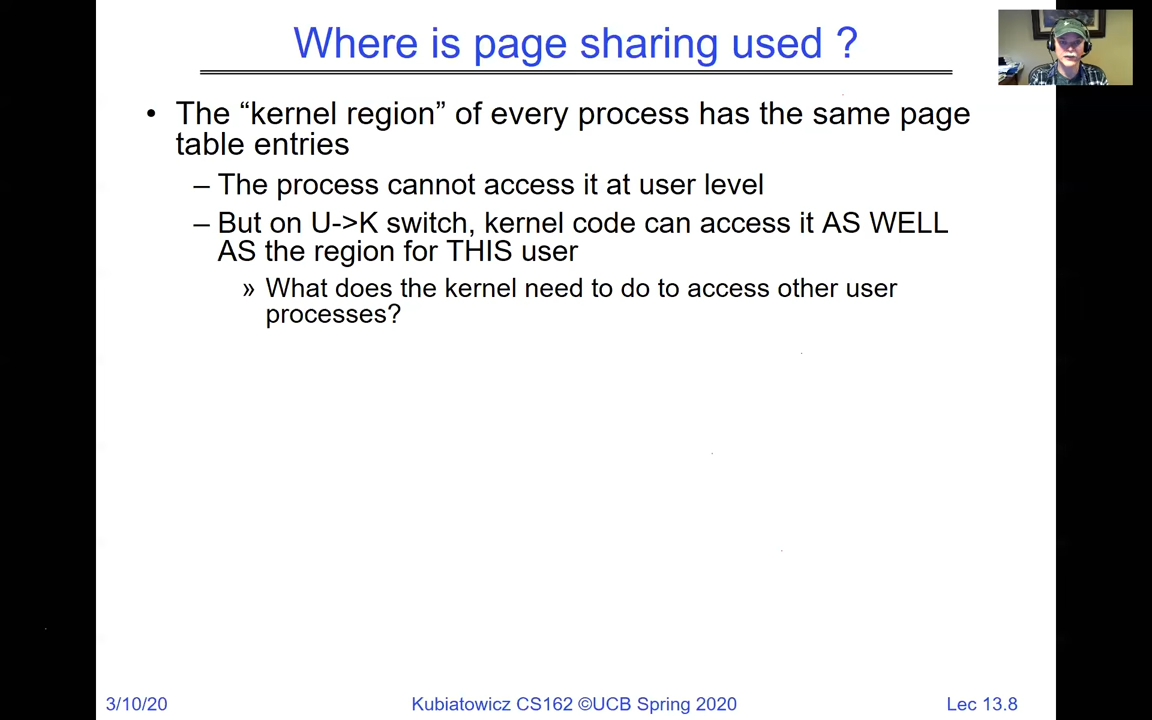 Where is page sharing used ?
• The “kernel region” of every process has the same page
table entries
– The process cannot access it at user level
– But on U->K switch, kernel code can access it AS WELL
AS the region for THIS user
» What does the kernel need to do to access other user
processes?
3/10/20
Kubiatowicz CS162 ©UCB Spring 2020
Lec 13.8